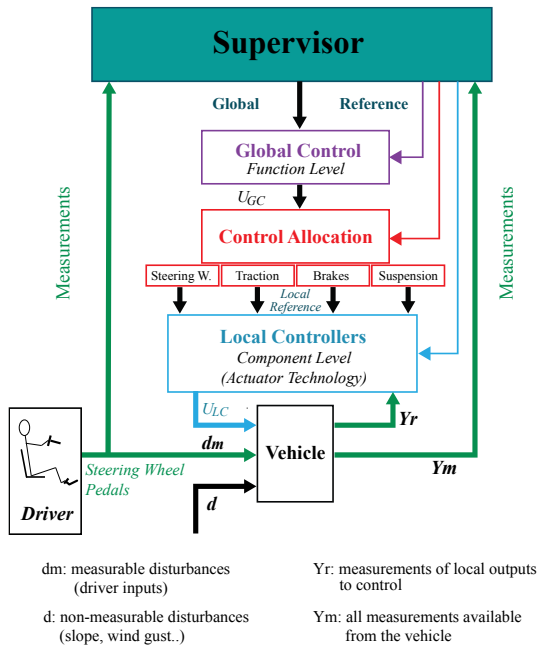 Supervisor
Global Reference
Global Control
Function Level
Measurements
Measurements
U_GC
Control Allocation
Steering W. Traction Brakes Suspension
Local
Reference
Local Controllers
Component Level
(Actuator Technology)
U_LC
Yr
dm
Vehicle
Ym
Steering Wheel
Pedals
d
Driver
dm: measurable disturbances
(driver inputs)
d: non-measurable disturbances
(slope, wind gust..)
Yr: measurements of local outputs
to control
Ym: all measurements available
from the vehicle